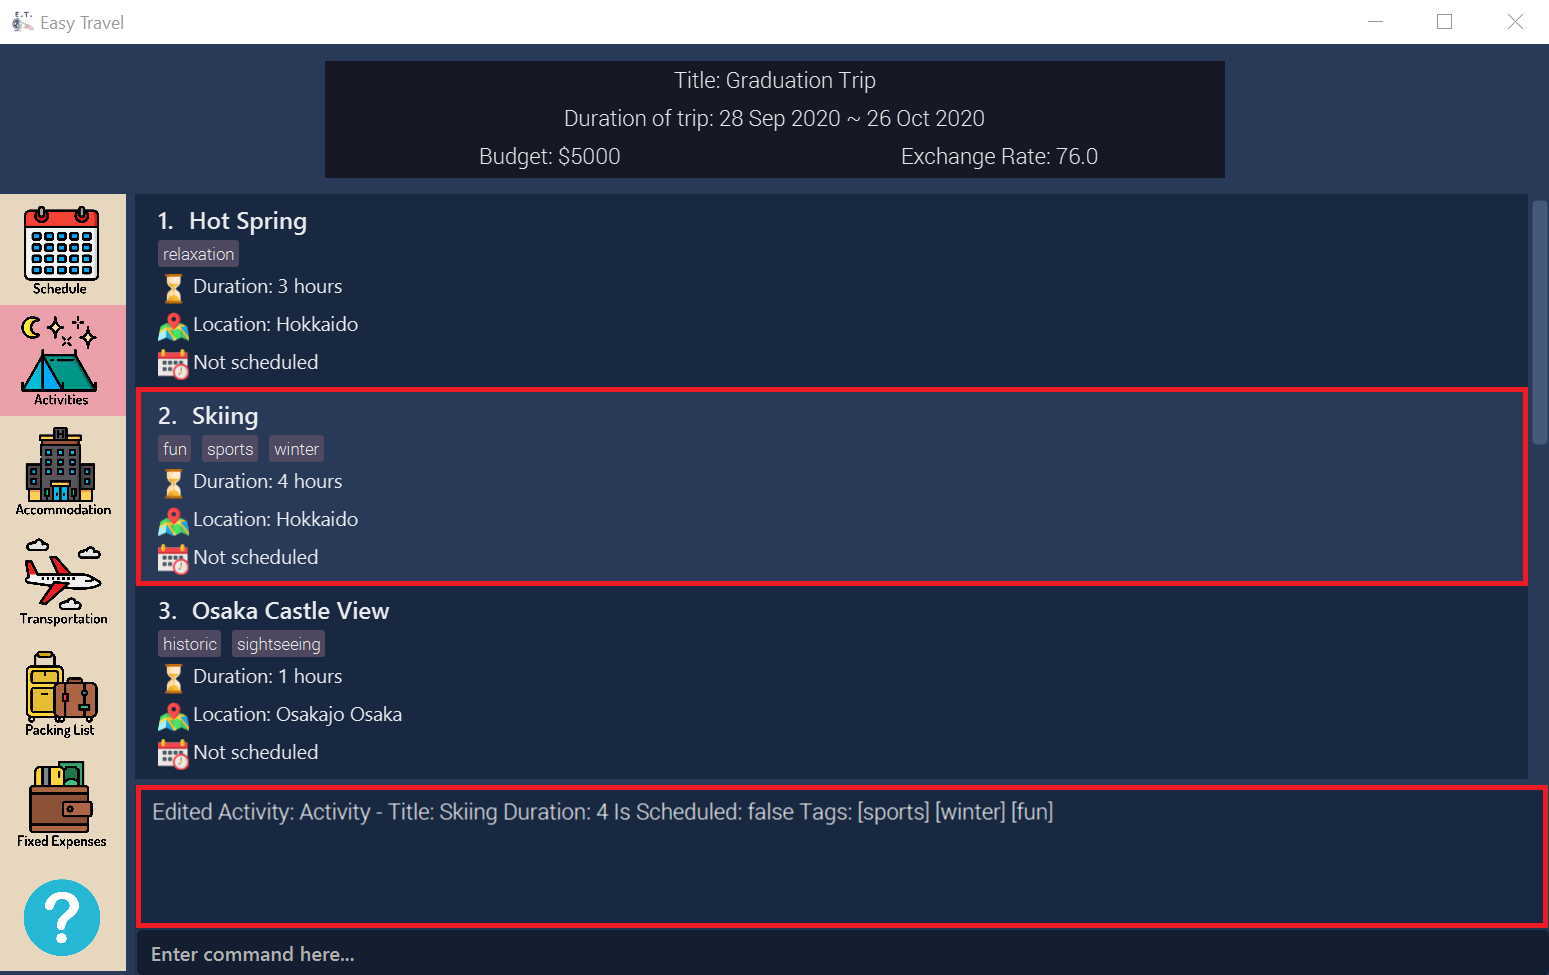 E.T.
Easy Travel
Title: Graduation Trip
Duration of trip: 28 Sep 2020 ~ 26 Oct 2020
Budget: $5000 Exchange Rate: 76.0
Schedule
Activities
Accommodation
Transportation
Packing List
Fixed Expenses
?
1. Hot Spring
relaxation
Duration: 3 hours
Location: Hokkaido
Not scheduled
2. Skiing
fun sports winter
Duration: 4 hours
Location: Hokkaido
Not scheduled
3. Osaka Castle View
historic sightseeing
Duration: 1 hours
Location: Osakajo Osaka
Not scheduled
Edited Activity: Activity - Title: Skiing Duration: 4 Is Scheduled: false Tags: [sports] [winter] [fun]
Enter command here...